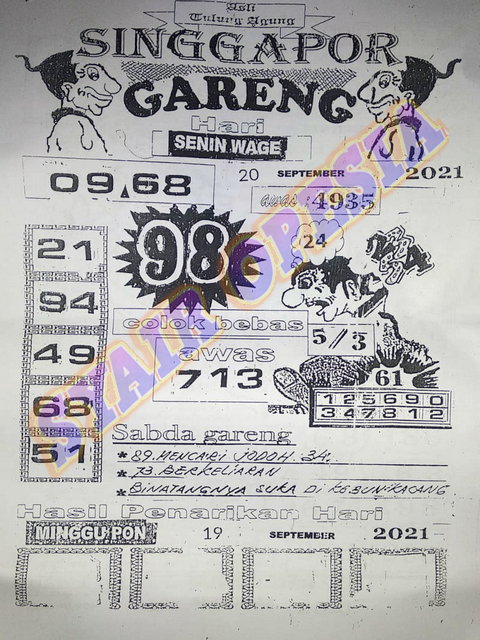 Asli
Tulung Agung
SINGGAPOR
GARENG
Hari
SENIN WAGE
09.68
20 SEPTEMBER 2021
awas : 4935
21
94
49
68
51
98
24
colok bebas
5/3
awas
713
61
125690
347812
Sabda gareng
* 89. MENCARI JODOH 34.
* 73 BERKELIARAN
* BINATANGNYA SUKA DI KEBUN KACANG
Hasil Penarikan Hari
MINGGU PON
19 SEPTEMBER 2021
SYAIR OPESIA